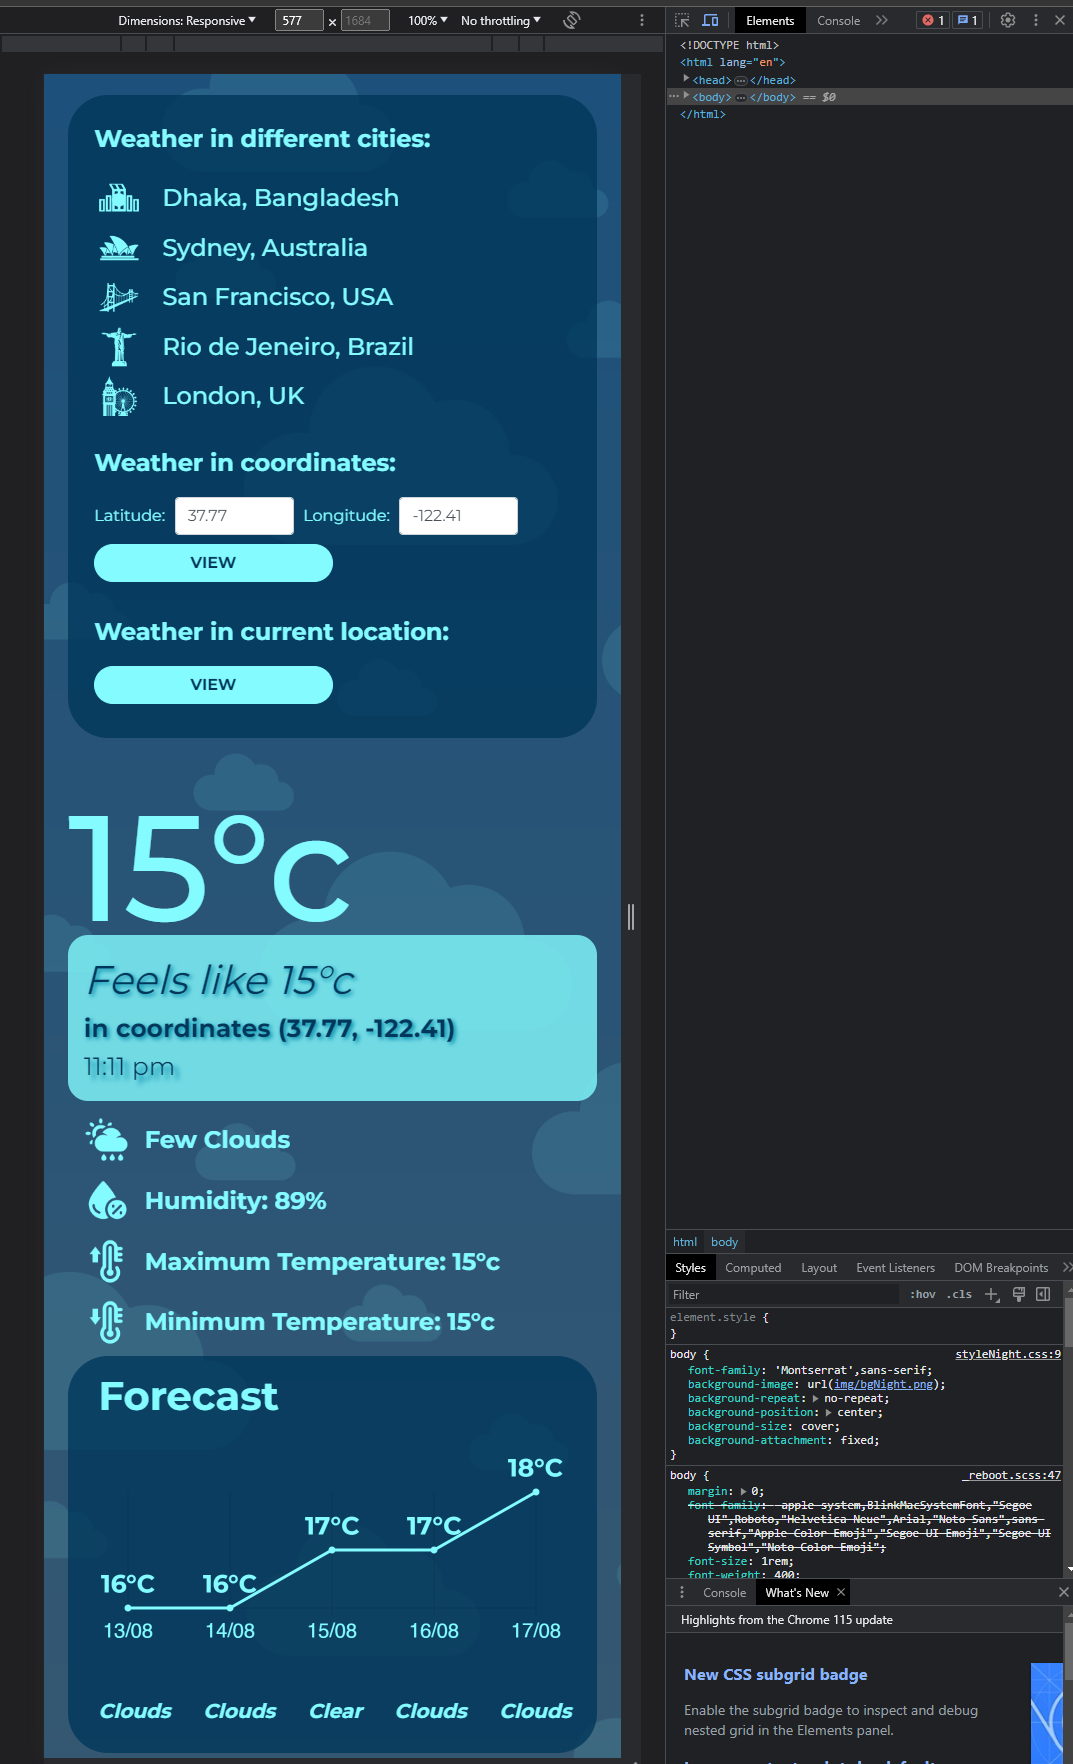 Dimensions: Responsive 577 × 1684 100% No throttling
Elements Console 1 1
<!DOCTYPE html>
<html lang="en">
<head> … </head>
<body> … </body> == $0
</html>
Weather in different cities:
Dhaka, Bangladesh
Sydney, Australia
San Francisco, USA
Rio de Jeneiro, Brazil
London, UK
Weather in coordinates:
Latitude: 37.77 Longitude: -122.41
VIEW
Weather in current location:
VIEW
15°c
Feels like 15°c
in coordinates (37.77, -122.41)
11:11 pm
Few Clouds
Humidity: 89%
Maximum Temperature: 15°c
Minimum Temperature: 15°c
Forecast
18°C
17°C 17°C
16°C 16°C
13/08 14/08 15/08 16/08 17/08
Clouds Clouds Clear Clouds Clouds
html body
Styles Computed Layout Event Listeners DOM Breakpoints
Filter :hov .cls
element.style {
}
body { styleNight.css:9
font-family: 'Montserrat',sans-serif;
background-image: url(img/bgNight.png);
background-repeat: no-repeat;
background-position: center;
background-size: cover;
background-attachment: fixed;
}
body { _reboot.scss:47
margin: 0;
font-family: -apple-system,BlinkMacSystemFont,"Segoe
UI",Roboto,"Helvetica Neue",Arial,"Noto Sans",sans-
serif,"Apple Color Emoji","Segoe UI Emoji","Segoe UI
Symbol","Noto Color Emoji";
font-size: 1rem;
font-weight: 400;
Console What's New
Highlights from the Chrome 115 update
New CSS subgrid badge
Enable the subgrid badge to inspect and debug
nested grid in the Elements panel.